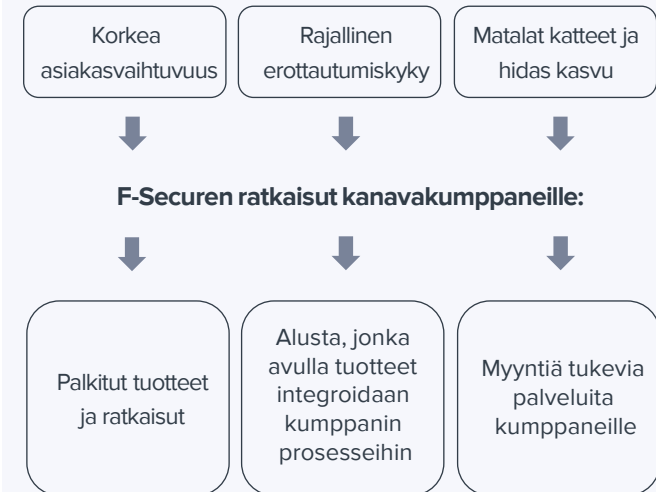 Korkea
asiakasvaihtuvuus
Rajallinen
erottautumiskyky
Matalat katteet ja
hidas kasvu
F-Securen ratkaisut kanavakumppaneille:
Palkitut tuotteet
ja ratkaisut
Alusta, jonka
avulla tuotteet
integroidaan
kumppanin
prosesseihin
Myyntiä tukevia
palveluita
kumppaneille